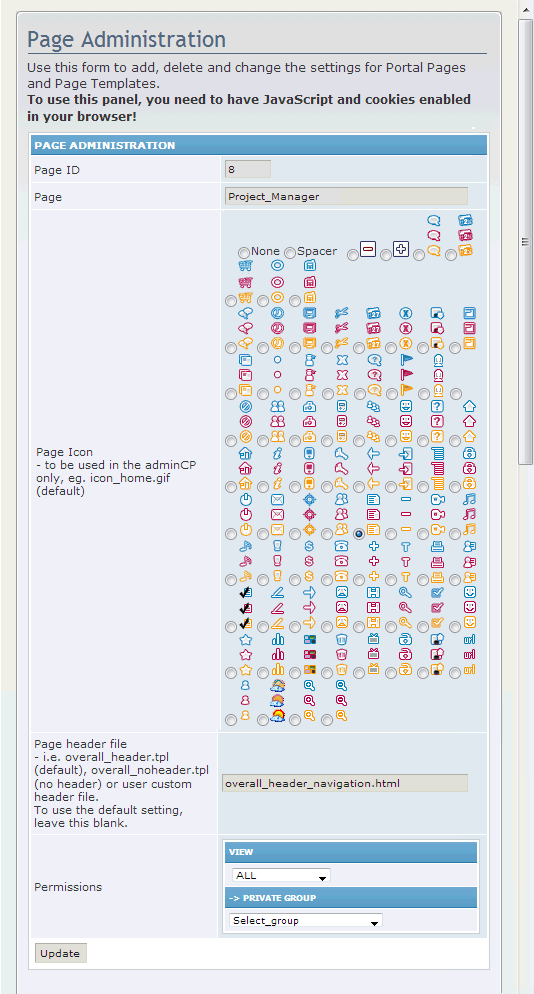 Page Administration
Use this form to add, delete and change the settings for Portal Pages
and Page Templates.
To use this panel, you need to have JavaScript and cookies enabled
in your browser!
PAGE ADMINISTRATION
Page ID
8
Page
Project_Manager
Page Icon
- to be used in the adminCP
only, eg. icon_home.gif
(default)
None Spacer
Page header file
- i.e. overall_header.tpl
(default), overall_noheader.tpl
(no header) or user custom
header file.
To use the default setting,
leave this blank.
overall_header_navigation.html
Permissions
VIEW
ALL
-> PRIVATE GROUP
Select_group
Update